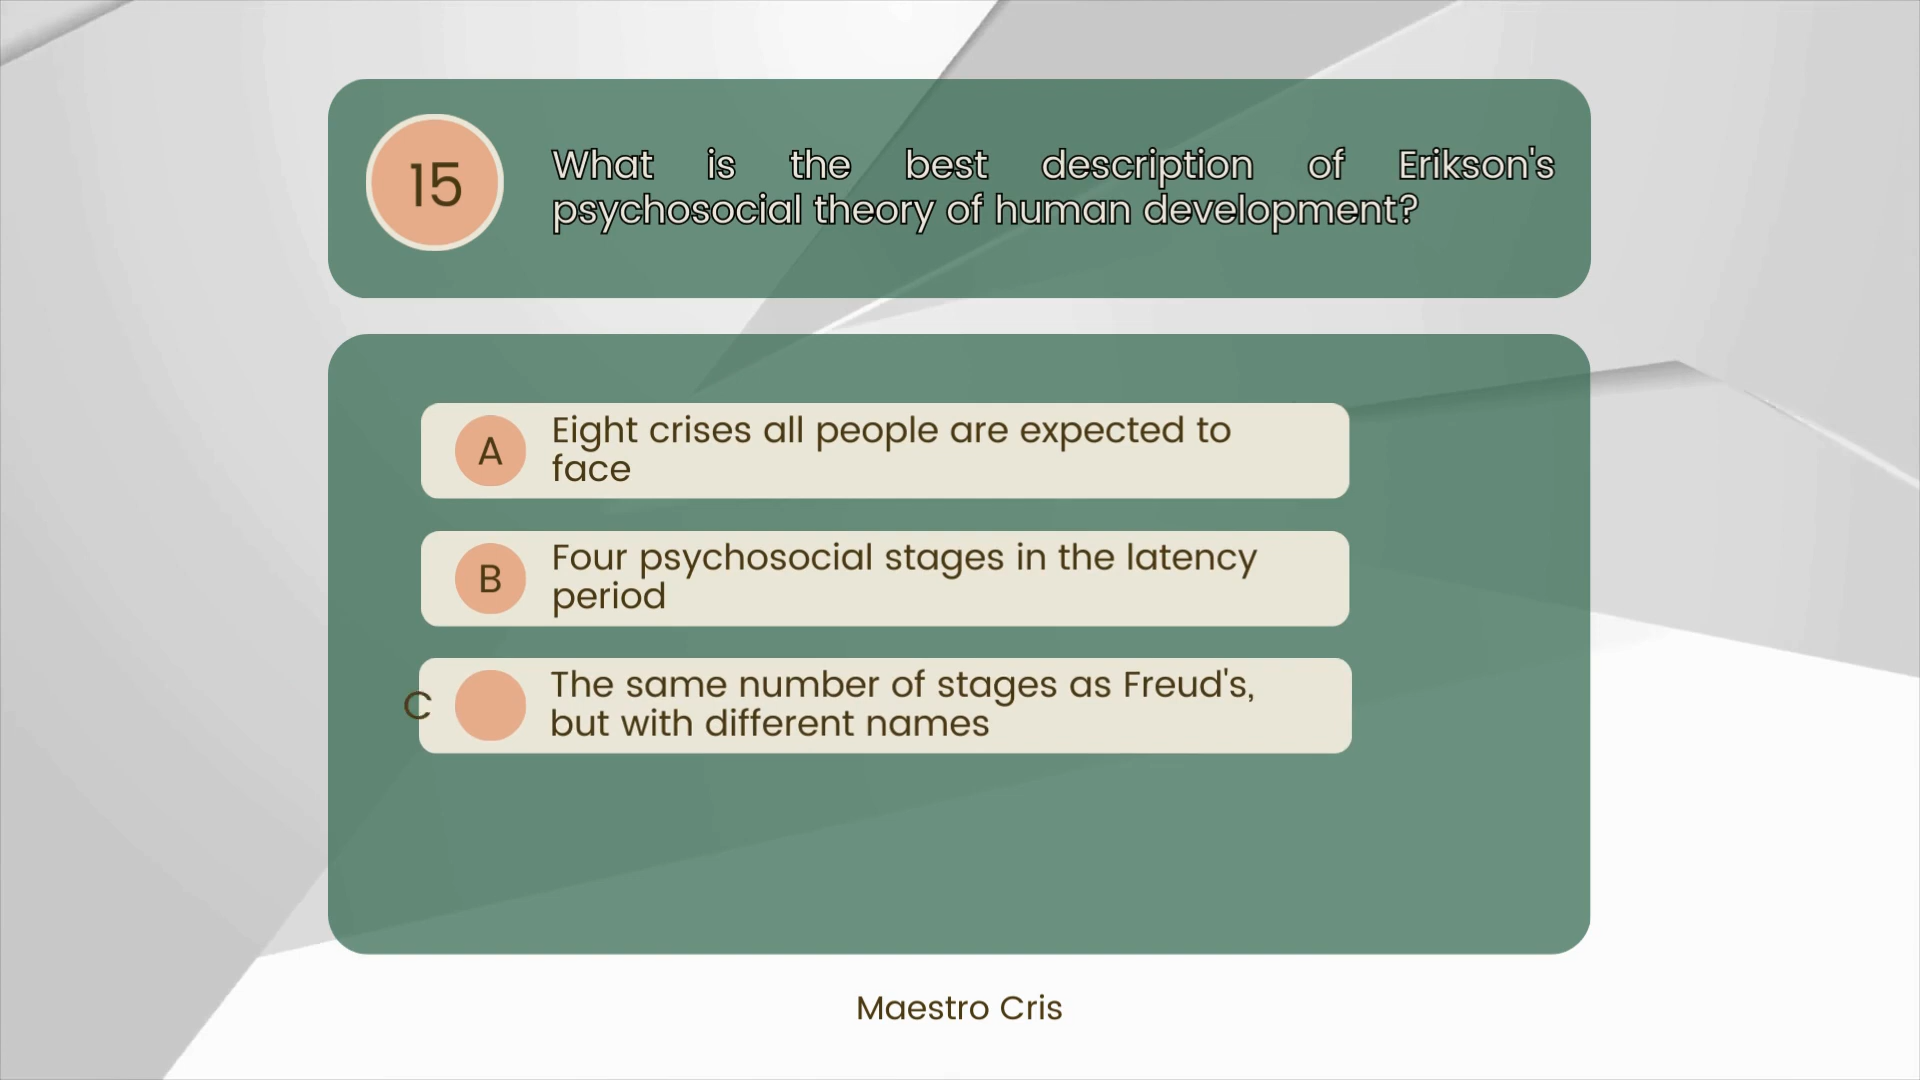 15
What is the best description of Erikson's
psychosocial theory of human development?
A
Eight crises all people are expected to
face
B
Four psychosocial stages in the latency
period
C
The same number of stages as Freud's,
but with different names
Maestro Cris